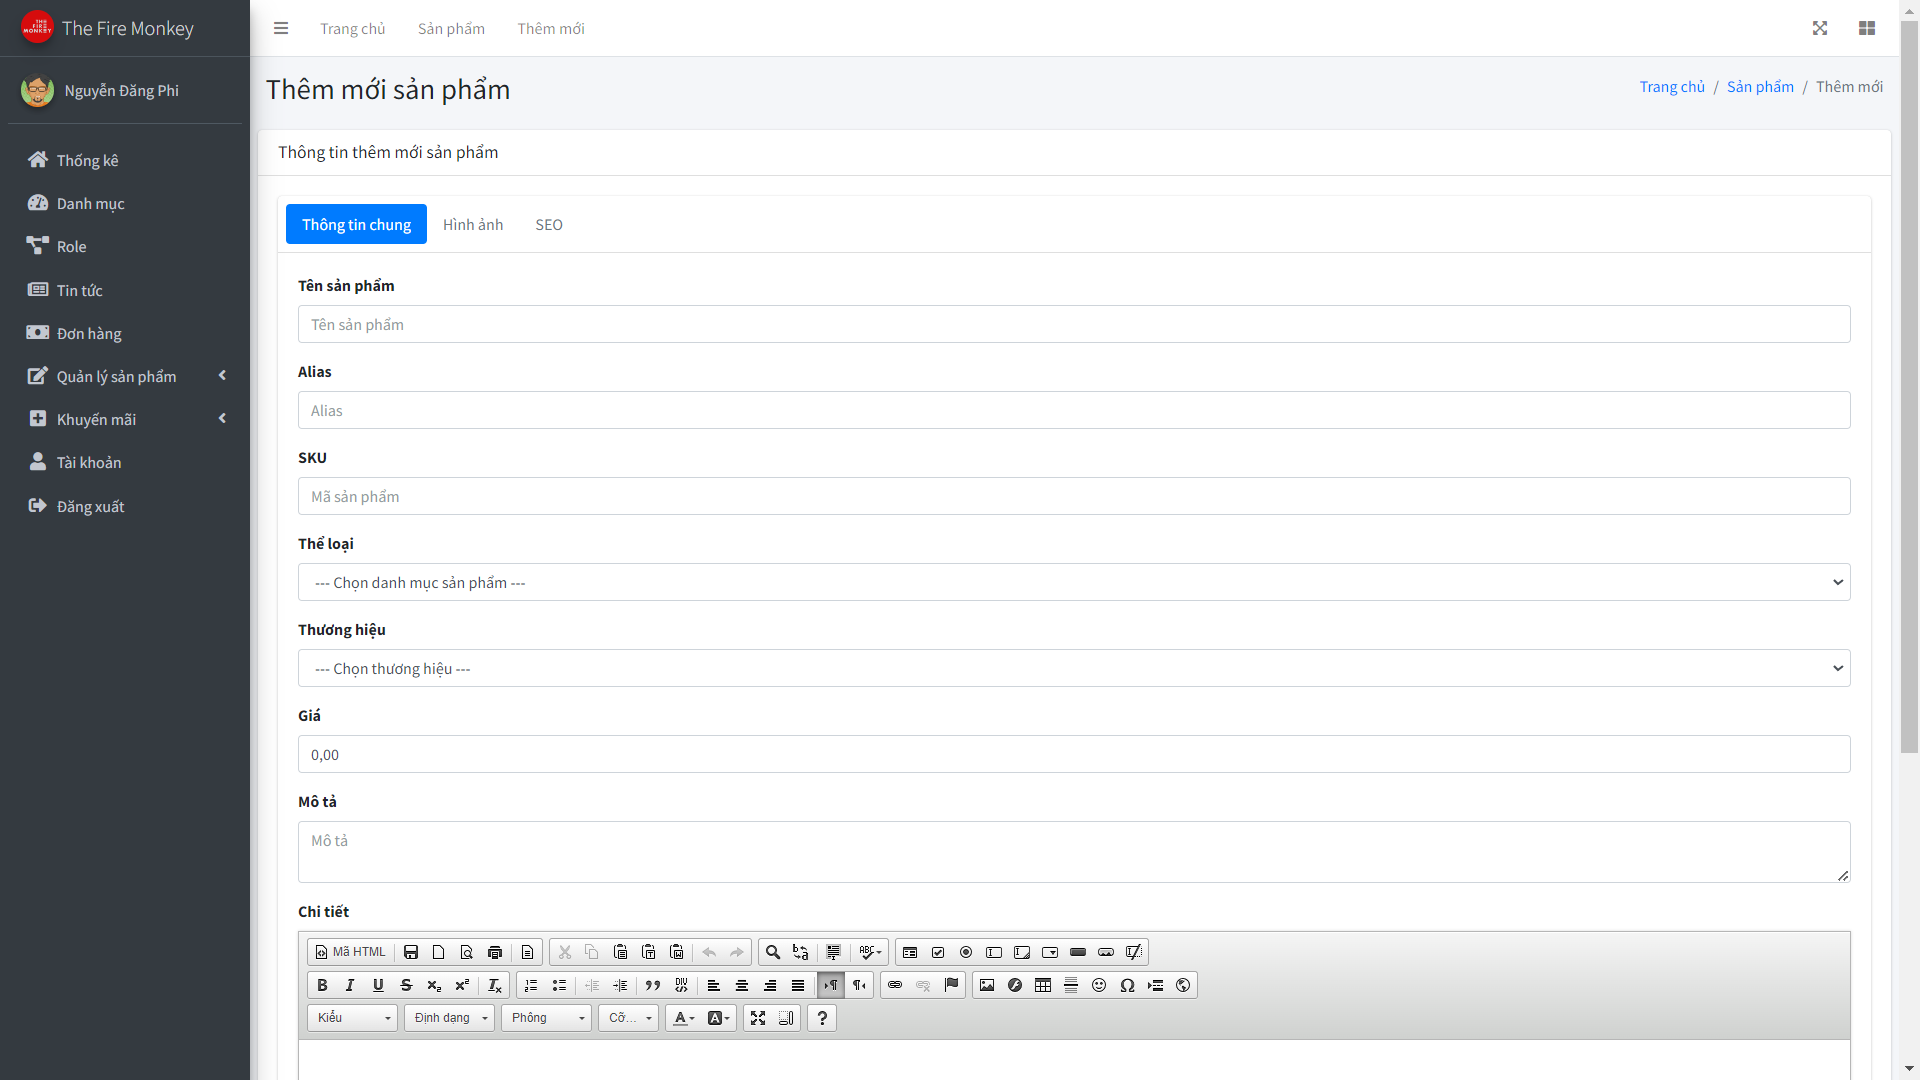 THE FIRE MONKEY
The Fire Monkey
Nguyễn Đăng Phi
Thống kê
Danh mục
Role
Tin tức
Đơn hàng
Quản lý sản phẩm
Khuyến mãi
Tài khoản
Đăng xuất
Trang chủ Sản phẩm Thêm mới
Thêm mới sản phẩm
Trang chủ / Sản phẩm / Thêm mới
Thông tin thêm mới sản phẩm
Thông tin chung Hình ảnh SEO
Tên sản phẩm
Tên sản phẩm
Alias
Alias
SKU
Mã sản phẩm
Thể loại
--- Chọn danh mục sản phẩm ---
Thương hiệu
--- Chọn thương hiệu ---
Giá
0,00
Mô tả
Mô tả
Chi tiết
Mã HTML
Kiểu Định dạng Phông Cỡ...